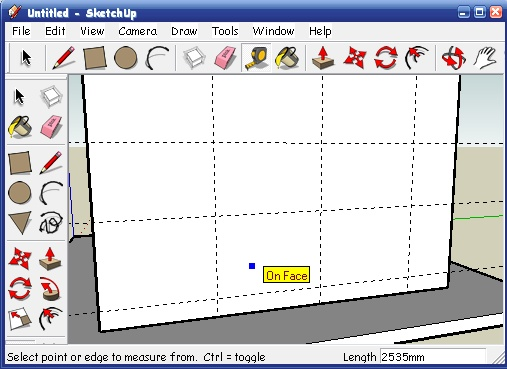 Untitled - SketchUp
File Edit View Camera Draw Tools Window Help
On Face
Select point or edge to measure from. Ctrl = toggle Length 2535mm